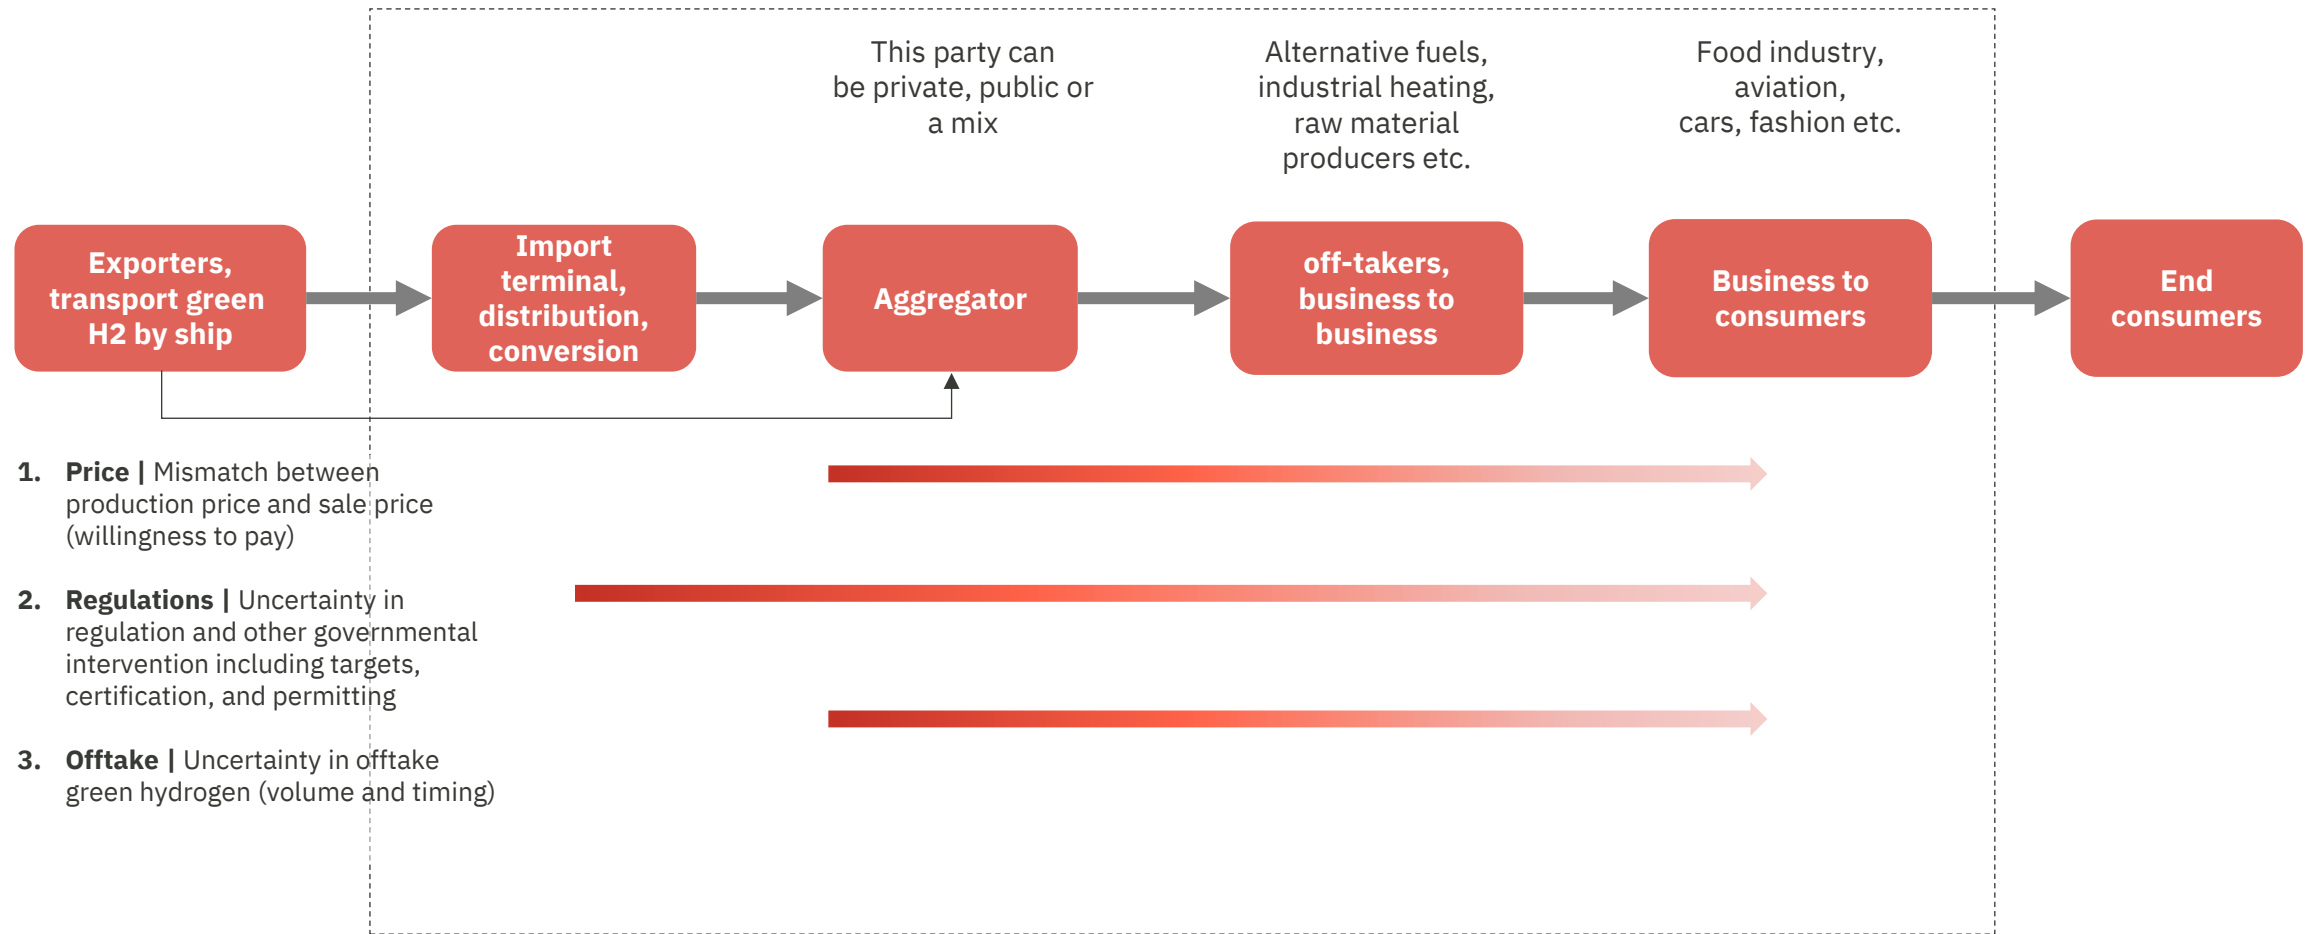 This party can
be private, public or
a mix
Alternative fuels,
industrial heating,
raw material
producers etc.
Food industry,
aviation,
cars, fashion etc.
Exporters,
transport green
H2 by ship
Import
terminal,
distribution,
conversion
Aggregator
off-takers,
business to
business
Business to
consumers
End
consumers
1. Price | Mismatch between
production price and sale price
(willingness to pay)
2. Regulations | Uncertainty in
regulation and other governmental
intervention including targets,
certification, and permitting
3. Offtake | Uncertainty in offtake
green hydrogen (volume and timing)